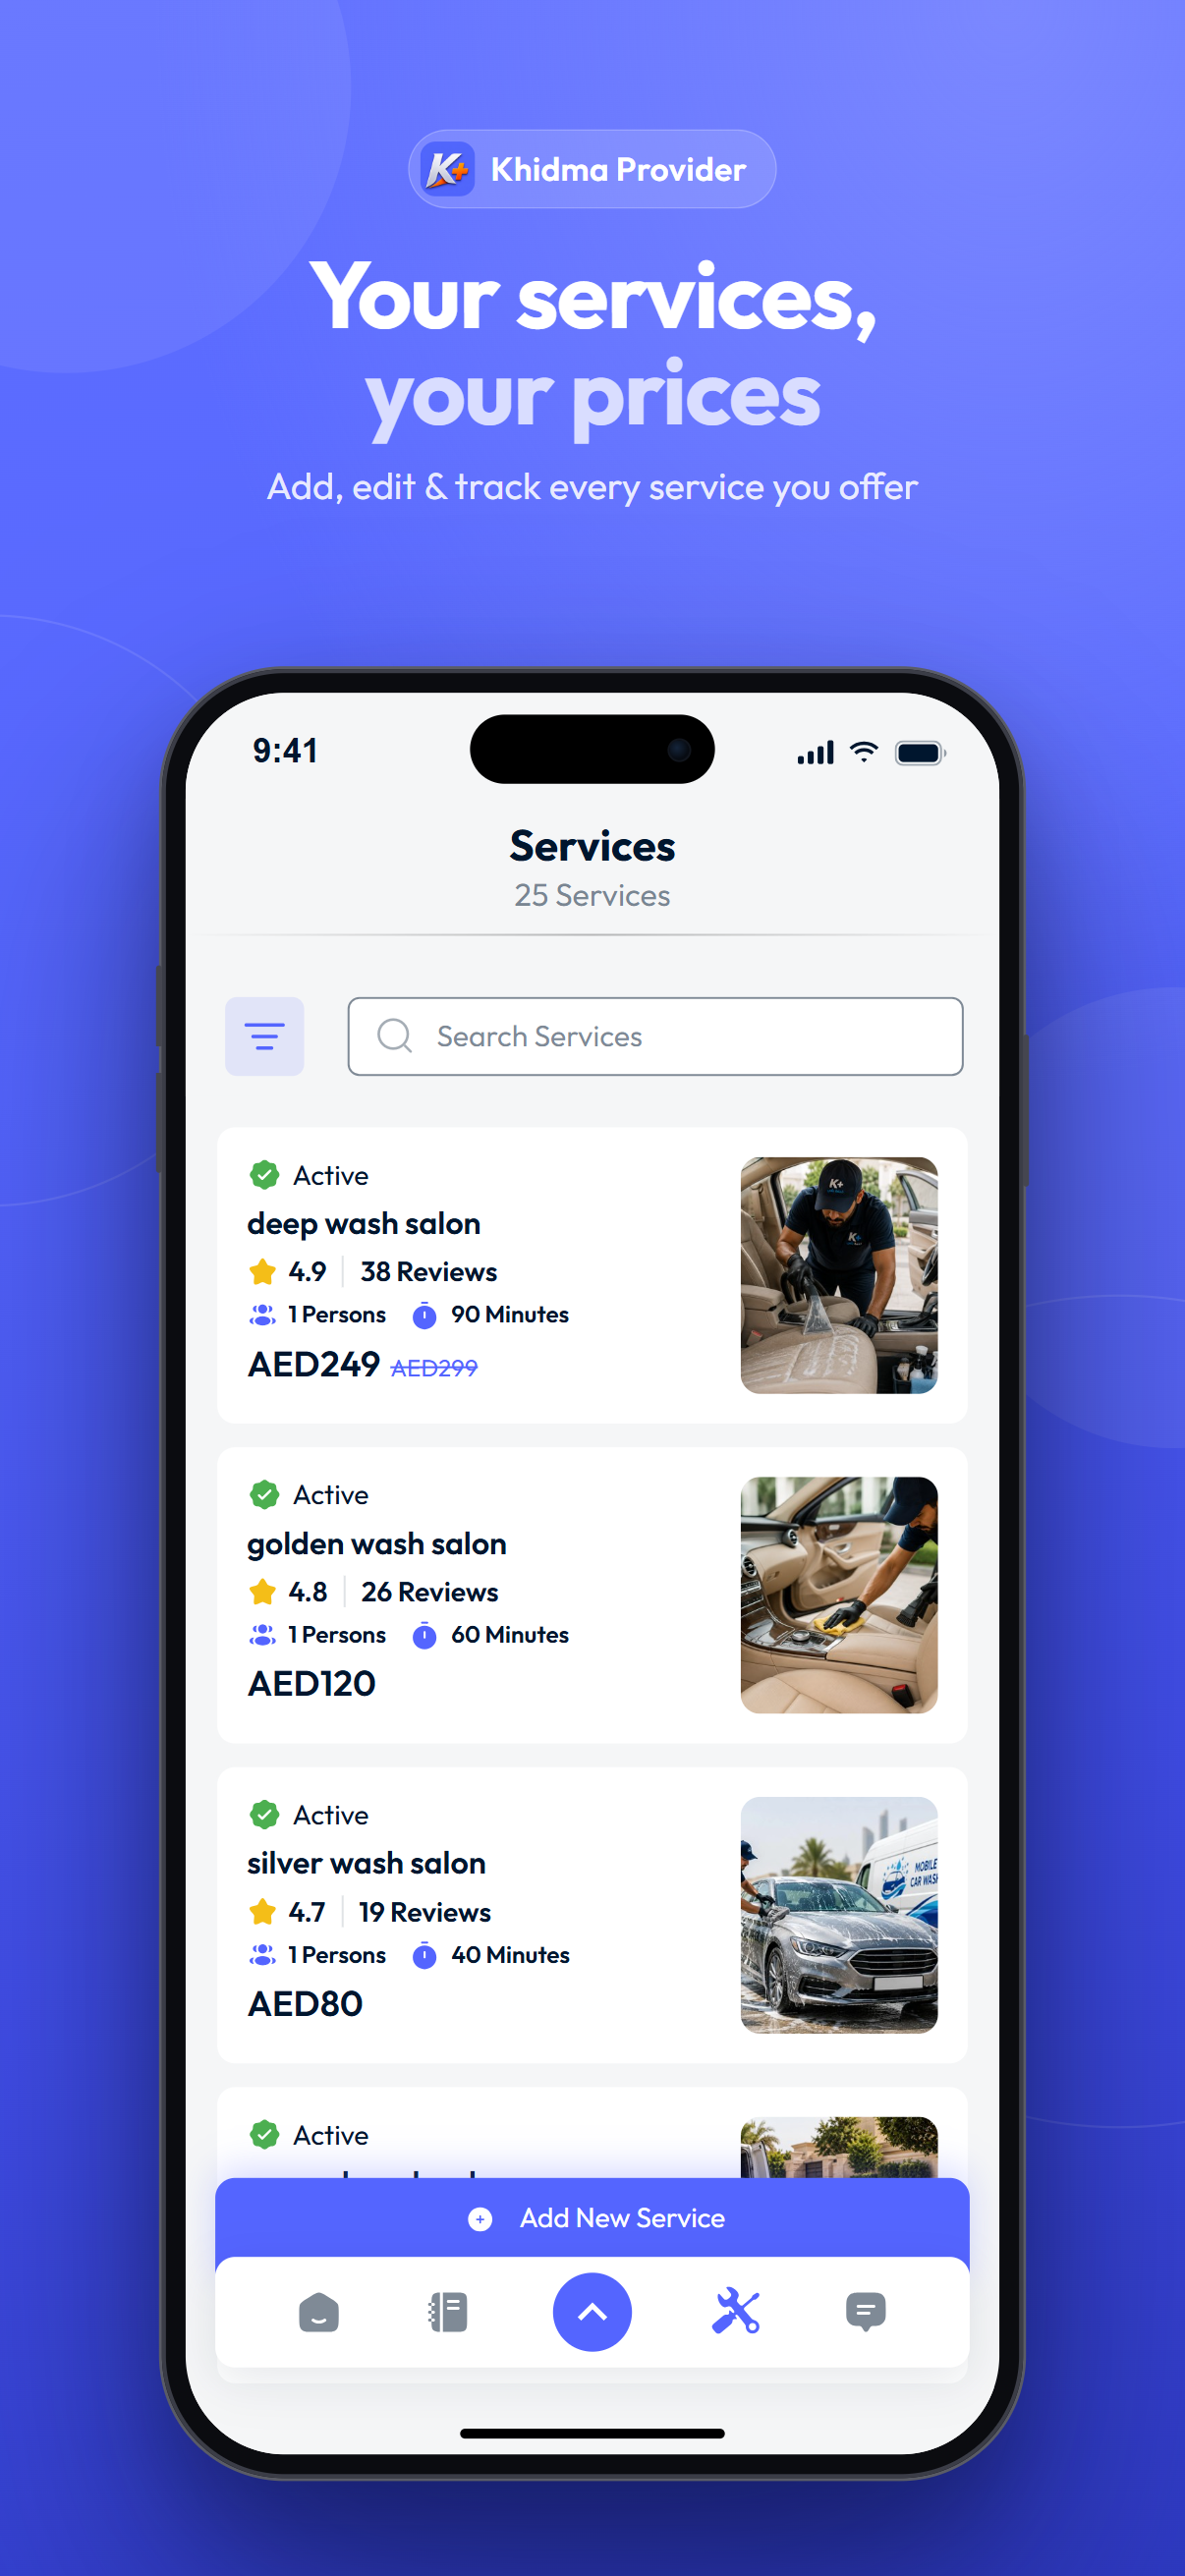 K+ Khidma Provider
Your services,
your prices
Add, edit & track every service you offer
9:41
Services
25 Services
Search Services
Active
deep wash salon
4.9 38 Reviews
1 Persons 90 Minutes
AED249 AED299
K+
K+
Active
golden wash salon
4.8 26 Reviews
1 Persons 60 Minutes
AED120
Active
silver wash salon
4.7 19 Reviews
1 Persons 40 Minutes
AED80
MOBILE
CAR WASH
Active
Add New Service